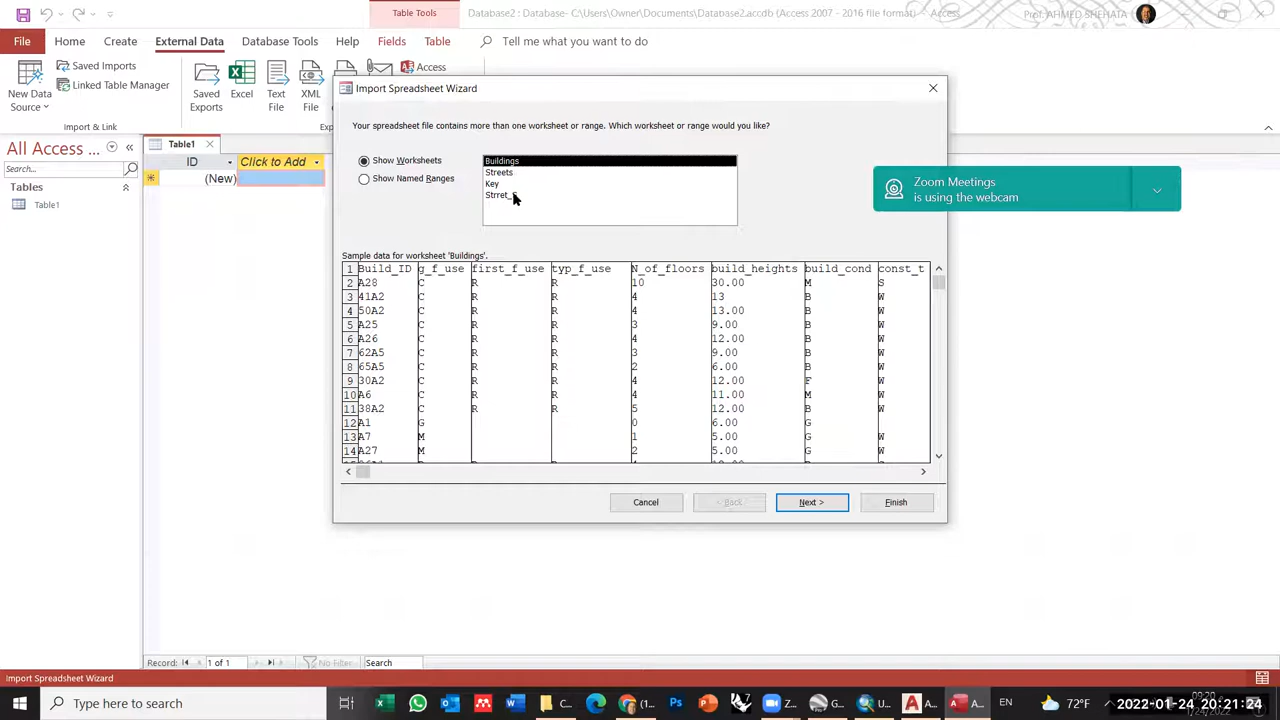 Table Tools
Database2 : Database- C:\Users\Owner\Documents\Database2.accdb (Access 2007 - 2016 file format) - Access
Prof. AHMED SHEHATA
File Home Create External Data Database Tools Help Fields Table Tell me what you want to do
Saved Imports
Linked Table Manager
New Data
Source
Import & Link
Saved
Exports
Excel
Text
File
XML
File
Access
All Access ...
Search...
Tables
Table1
Table1
ID Click to Add
(New)
Import Spreadsheet Wizard
Your spreadsheet file contains more than one worksheet or range. Which worksheet or range would you like?
Show Worksheets
Show Named Ranges
Buildings
Streets
Key
Zoom Meetings
is using the webcam
Sample data for worksheet 'Buildings'.
1 Build_ID g_f_use first_f_use typ_f_use N_of_floors build_heights build_cond const_t
2 A28 C R R 10 30.00 M S
3 41A2 C R R 4 13 B W
4 50A2 C R R 4 13.00 B W
5 A25 C R R 3 9.00 B W
6 A26 C R R 4 12.00 B W
7 62A5 C R R 3 9.00 B W
8 65A5 C R R 2 6.00 B W
9 30A2 C R R 4 12.00 F W
10 A6 C R R 4 11.00 M W
11 38A2 C R R 5 12.00 B W
12 A1 G 0 6.00 G
13 A7 M 1 5.00 G W
14 A27 M 2 5.00 G W
Cancel < Back Next > Finish
Record: 1 of 1 No Filter Search
Import Spreadsheet Wizard
Type here to search
C...
(1...
G...
U...
A...
A...
EN
72°F
2022-01-24 20:21:24